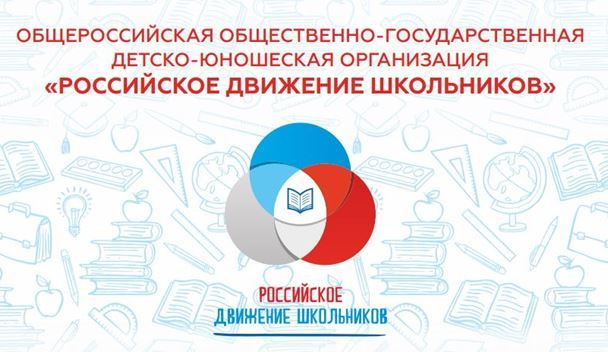 ОБЩЕРОССИЙСКАЯ ОБЩЕСТВЕННО-ГОСУДАРСТВЕННАЯ
ДЕТСКО-ЮНОШЕСКАЯ ОРГАНИЗАЦИЯ
«РОССИЙСКОЕ ДВИЖЕНИЕ ШКОЛЬНИКОВ»
РОССИЙСКОЕ
ДВИЖЕНИЕ ШКОЛЬНИКОВ